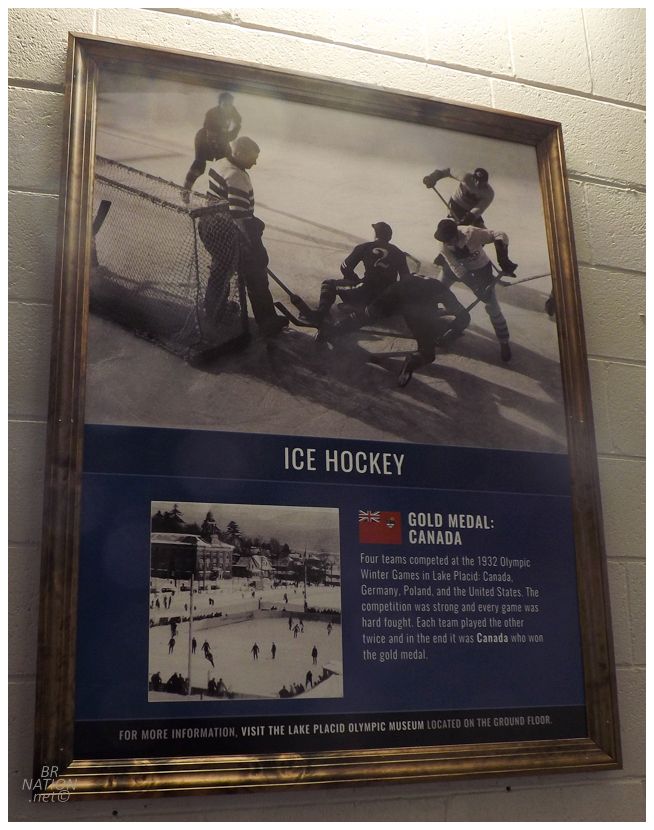 2
ICE HOCKEY
GOLD MEDAL:
CANADA
Four teams competed at the 1932 Olympic
Winter Games in Lake Placid: Canada,
Germany, Poland, and the United States. The
competition was strong and every game was
hard fought. Each team played the other
twice and in the end it was Canada who won
the gold medal.
FOR MORE INFORMATION, VISIT THE LAKE PLACID OLYMPIC MUSEUM LOCATED ON THE GROUND FLOOR.
BR
NATION
.net©